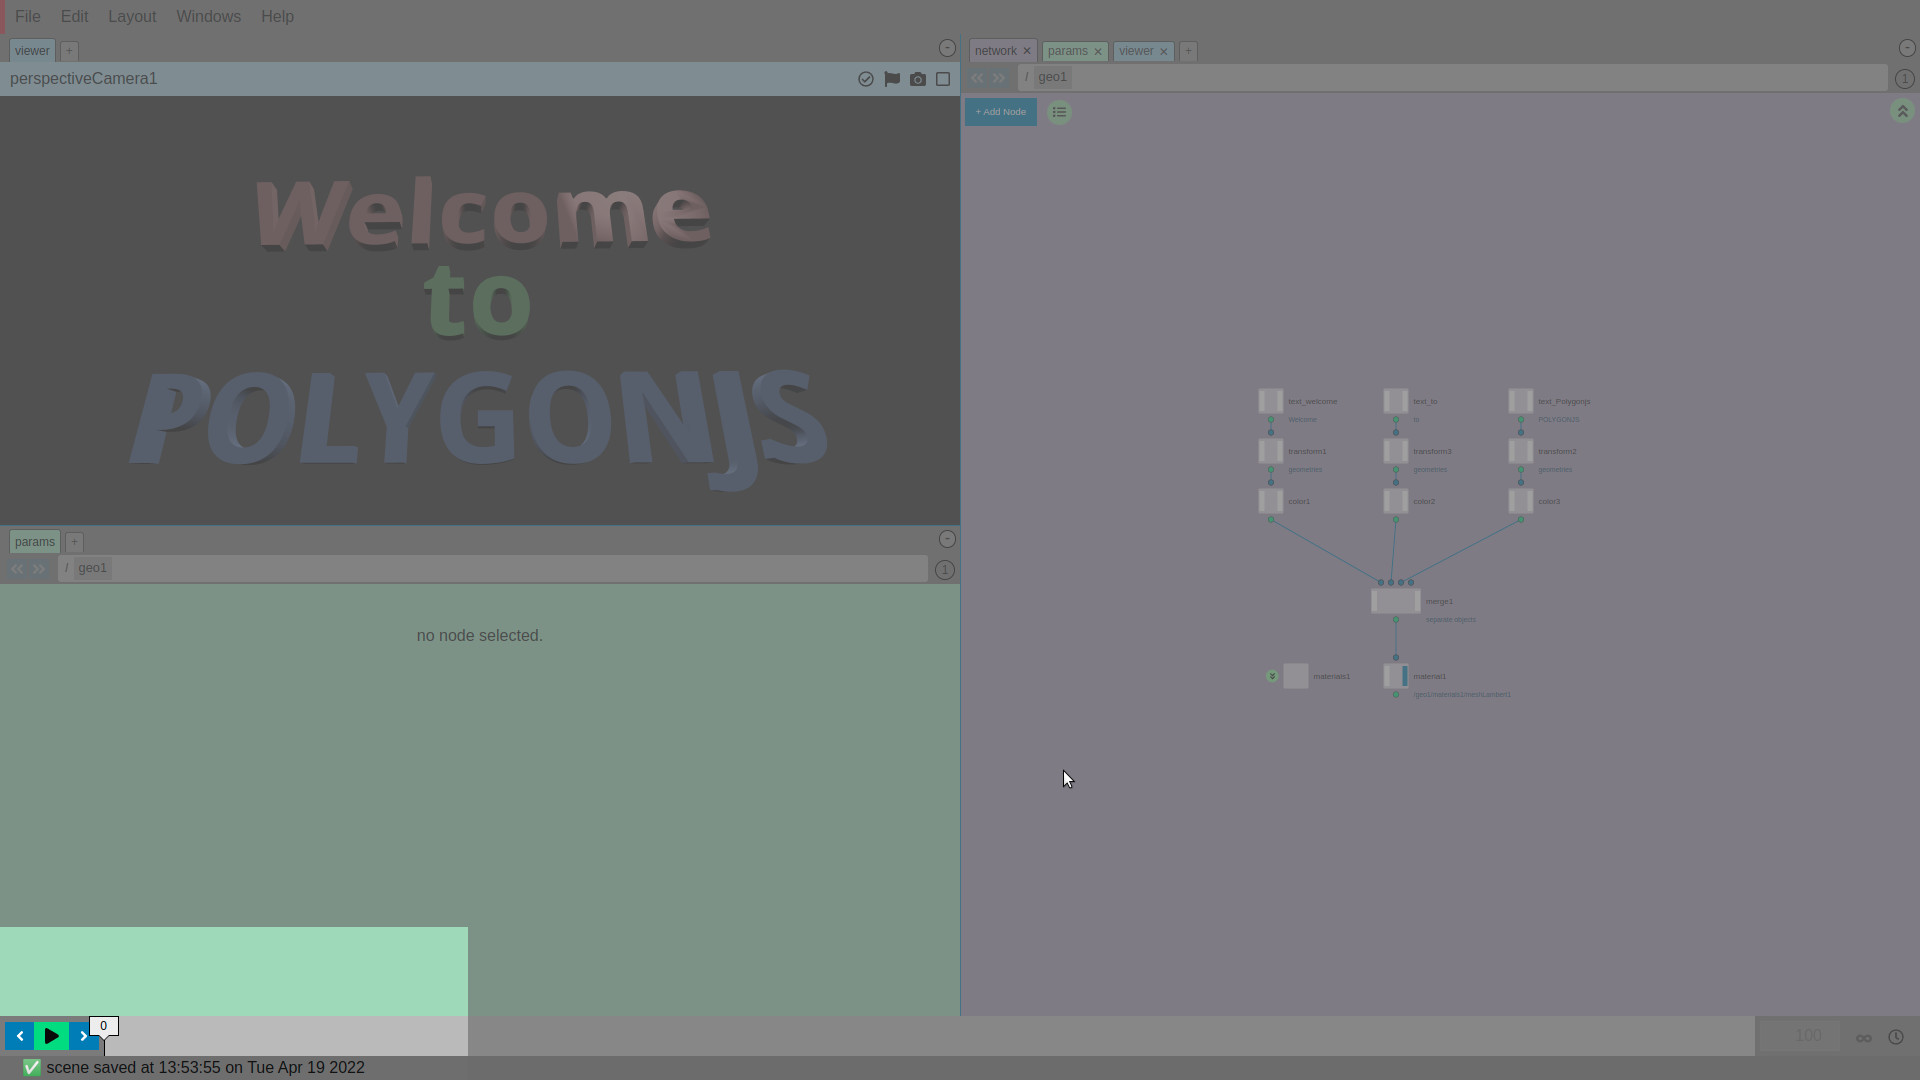 File Edit Layout Windows Help
viewer +
perspectiveCamera1
Welcome
to
POLYGONJS
params +
/ geo1
1
no node selected.
network × params × viewer × +
/ geo1
1
+ Add Node
text_welcome
Welcome
text_to
to
text_Polygonjs
POLYGONJS
transform1
geometries
transform3
geometries
transform2
geometries
color1
color2
color3
merge1
separate objects
materials1
material1
/geo1/materials1/meshLambert1
0
100
✅ scene saved at 13:53:55 on Tue Apr 19 2022